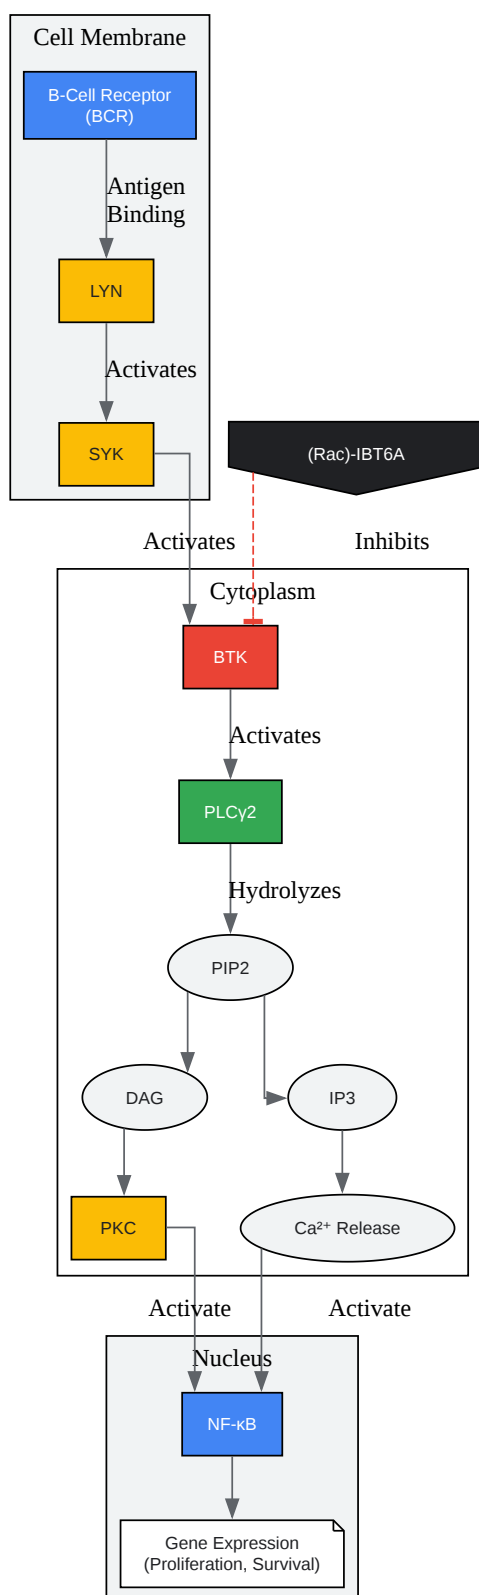 Cell Membrane
B-Cell Receptor
(BCR)
Antigen
Binding
LYN
Activates
SYK
(Rac)-IBT6A
Activates
Inhibits
Cytoplasm
BTK
Activates
PLCγ2
Hydrolyzes
PIP2
DAG
IP3
PKC
Ca²⁺ Release
Activate
Activate
Nucleus
NF-κB
Gene Expression
(Proliferation, Survival)